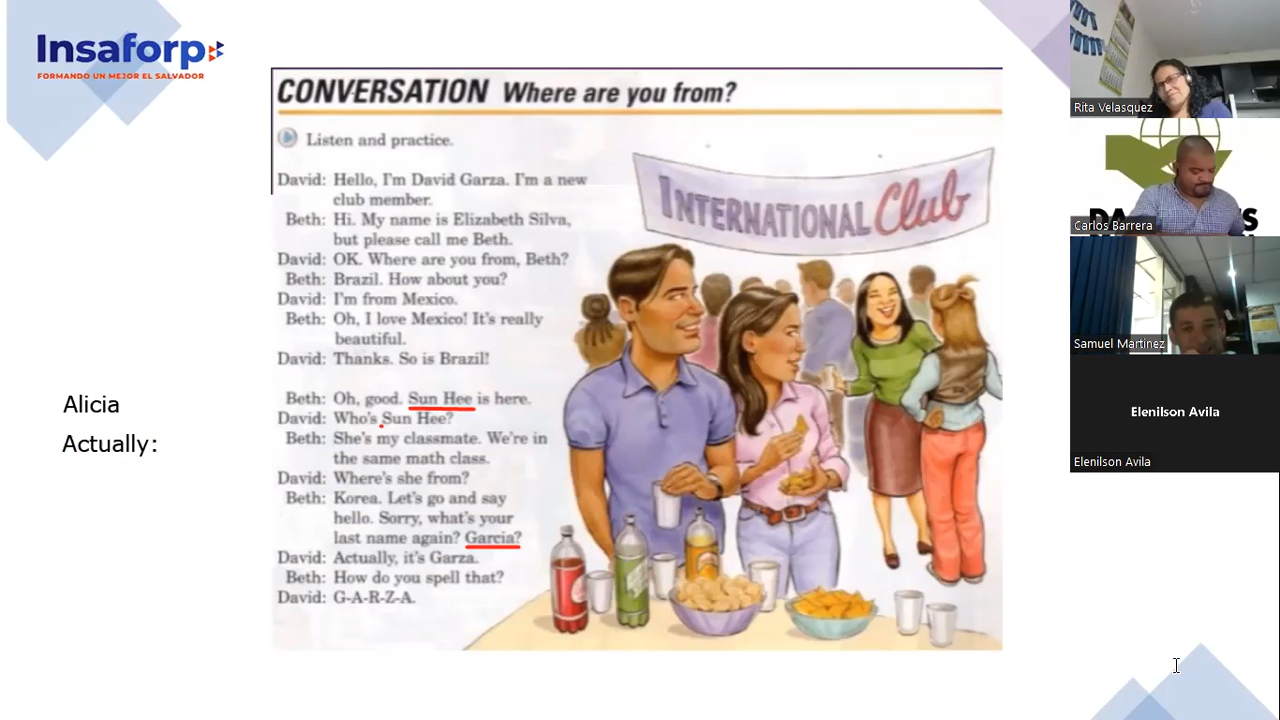 Insaforp
FORMANDO UN MEJOR EL SALVADOR
CONVERSATION Where are you from?
Listen and practice.
David: Hello, I'm David Garza. I'm a new
club member.
Beth: Hi. My name is Elizabeth Silva,
but please call me Beth.
David: OK. Where are you from, Beth?
Beth: Brazil. How about you?
David: I'm from Mexico.
Beth: Oh, I love Mexico! It's really
beautiful.
David: Thanks. So is Brazil!
Beth: Oh, good. Sun Hee is here.
David: Who's Sun Hee?
Beth: She's my classmate. We're in
the same math class.
David: Where's she from?
Beth: Korea. Let's go and say
hello. Sorry, what's your
last name again? Garcia?
David: Actually, it's Garza.
Beth: How do you spell that?
David: G-A-R-Z-A.
INTERNATIONAL Club
Alicia
Actually:
Rita Velasquez
Carlos Barrera
Samuel Martinez
Elenilson Avila
Elenilson Avila